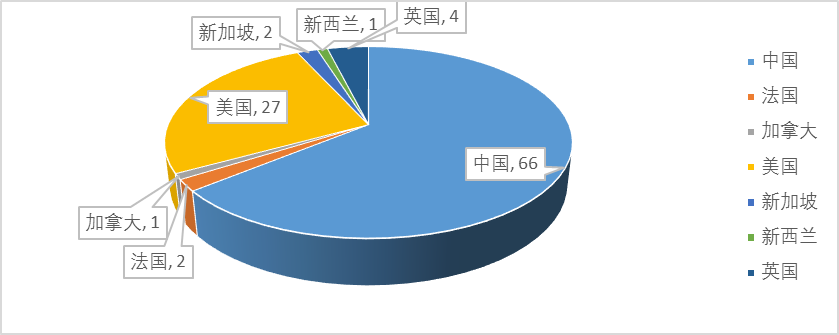 新加坡, 2
新西兰, 1
英国, 4
美国, 27
中国, 66
加拿大, 1
法国, 2
中国
法国
加拿大
美国
新加坡
新西兰
英国